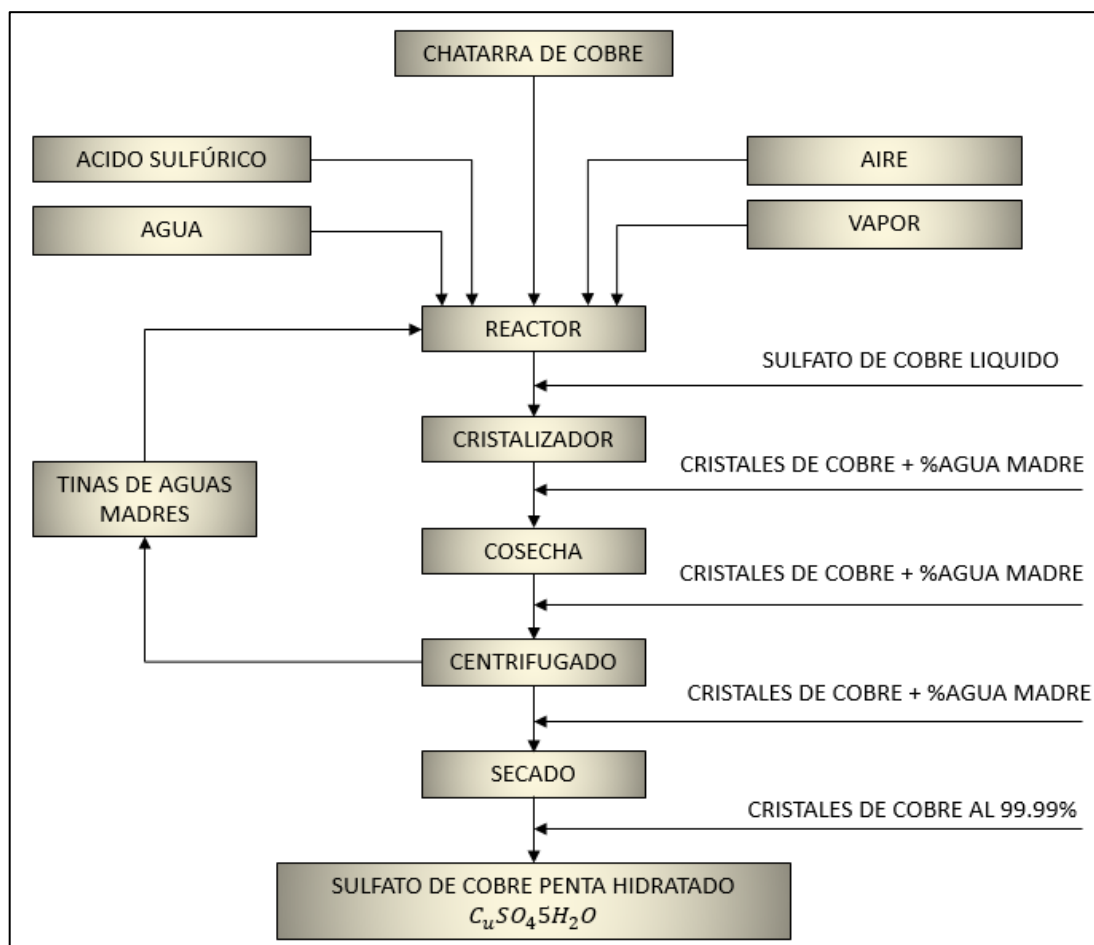 CHATARRA DE COBRE
ACIDO SULFÚRICO
AIRE
AGUA
VAPOR
REACTOR
SULFATO DE COBRE LIQUIDO
CRISTALIZADOR
CRISTALES DE COBRE + %AGUA MADRE
TINAS DE AGUAS
MADRES
COSECHA
CRISTALES DE COBRE + %AGUA MADRE
CENTRIFUGADO
CRISTALES DE COBRE + %AGUA MADRE
SECADO
CRISTALES DE COBRE AL 99.99%
SULFATO DE COBRE PENTA HIDRATADO
CᵤSO₄5H₂O